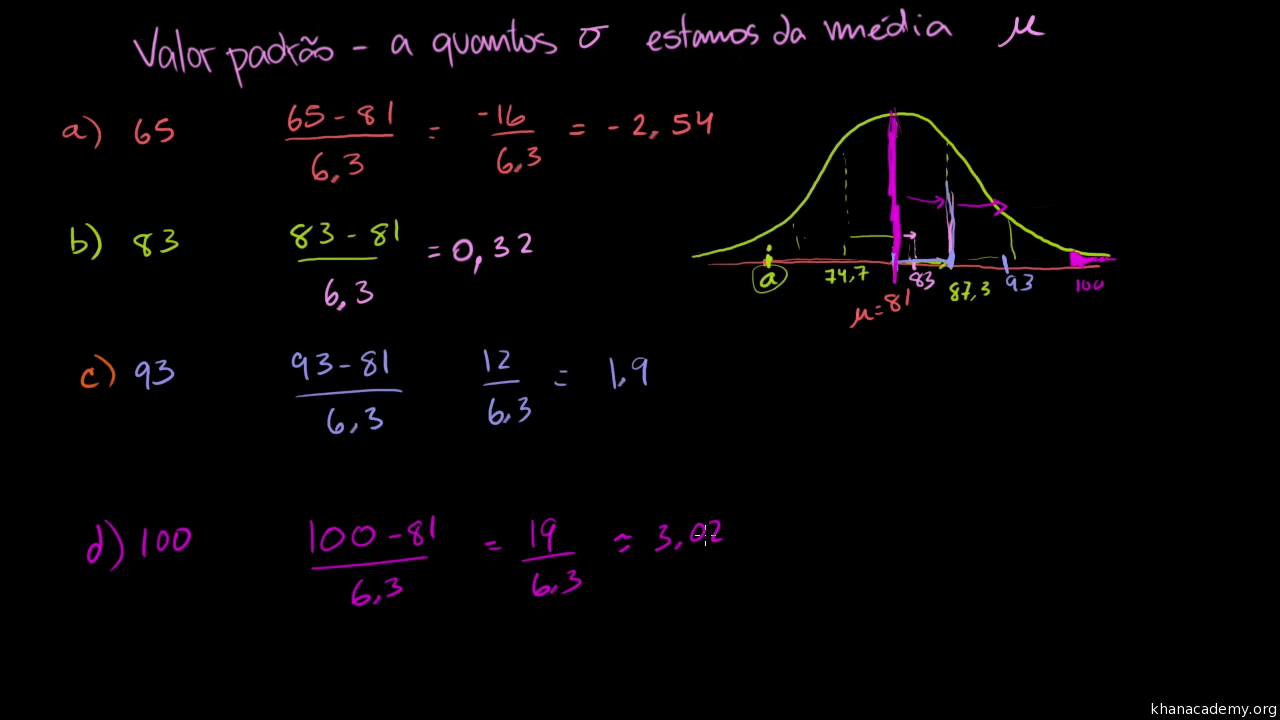 Valor padrão - a quantos σ estamos da média μ
a) 65 65 - 81 / 6,3 = -16 / 6,3 = - 2,54
b) 83 83 - 81 / 6,3 = 0,32
c) 93 93 - 81 / 6,3 12 / 6,3 = 1,9
d) 100 100 - 81 / 6,3 = 19 / 6,3 ≈ 3,02
a 74,7 83 87,3 93 100
μ = 81
khanacademy.org